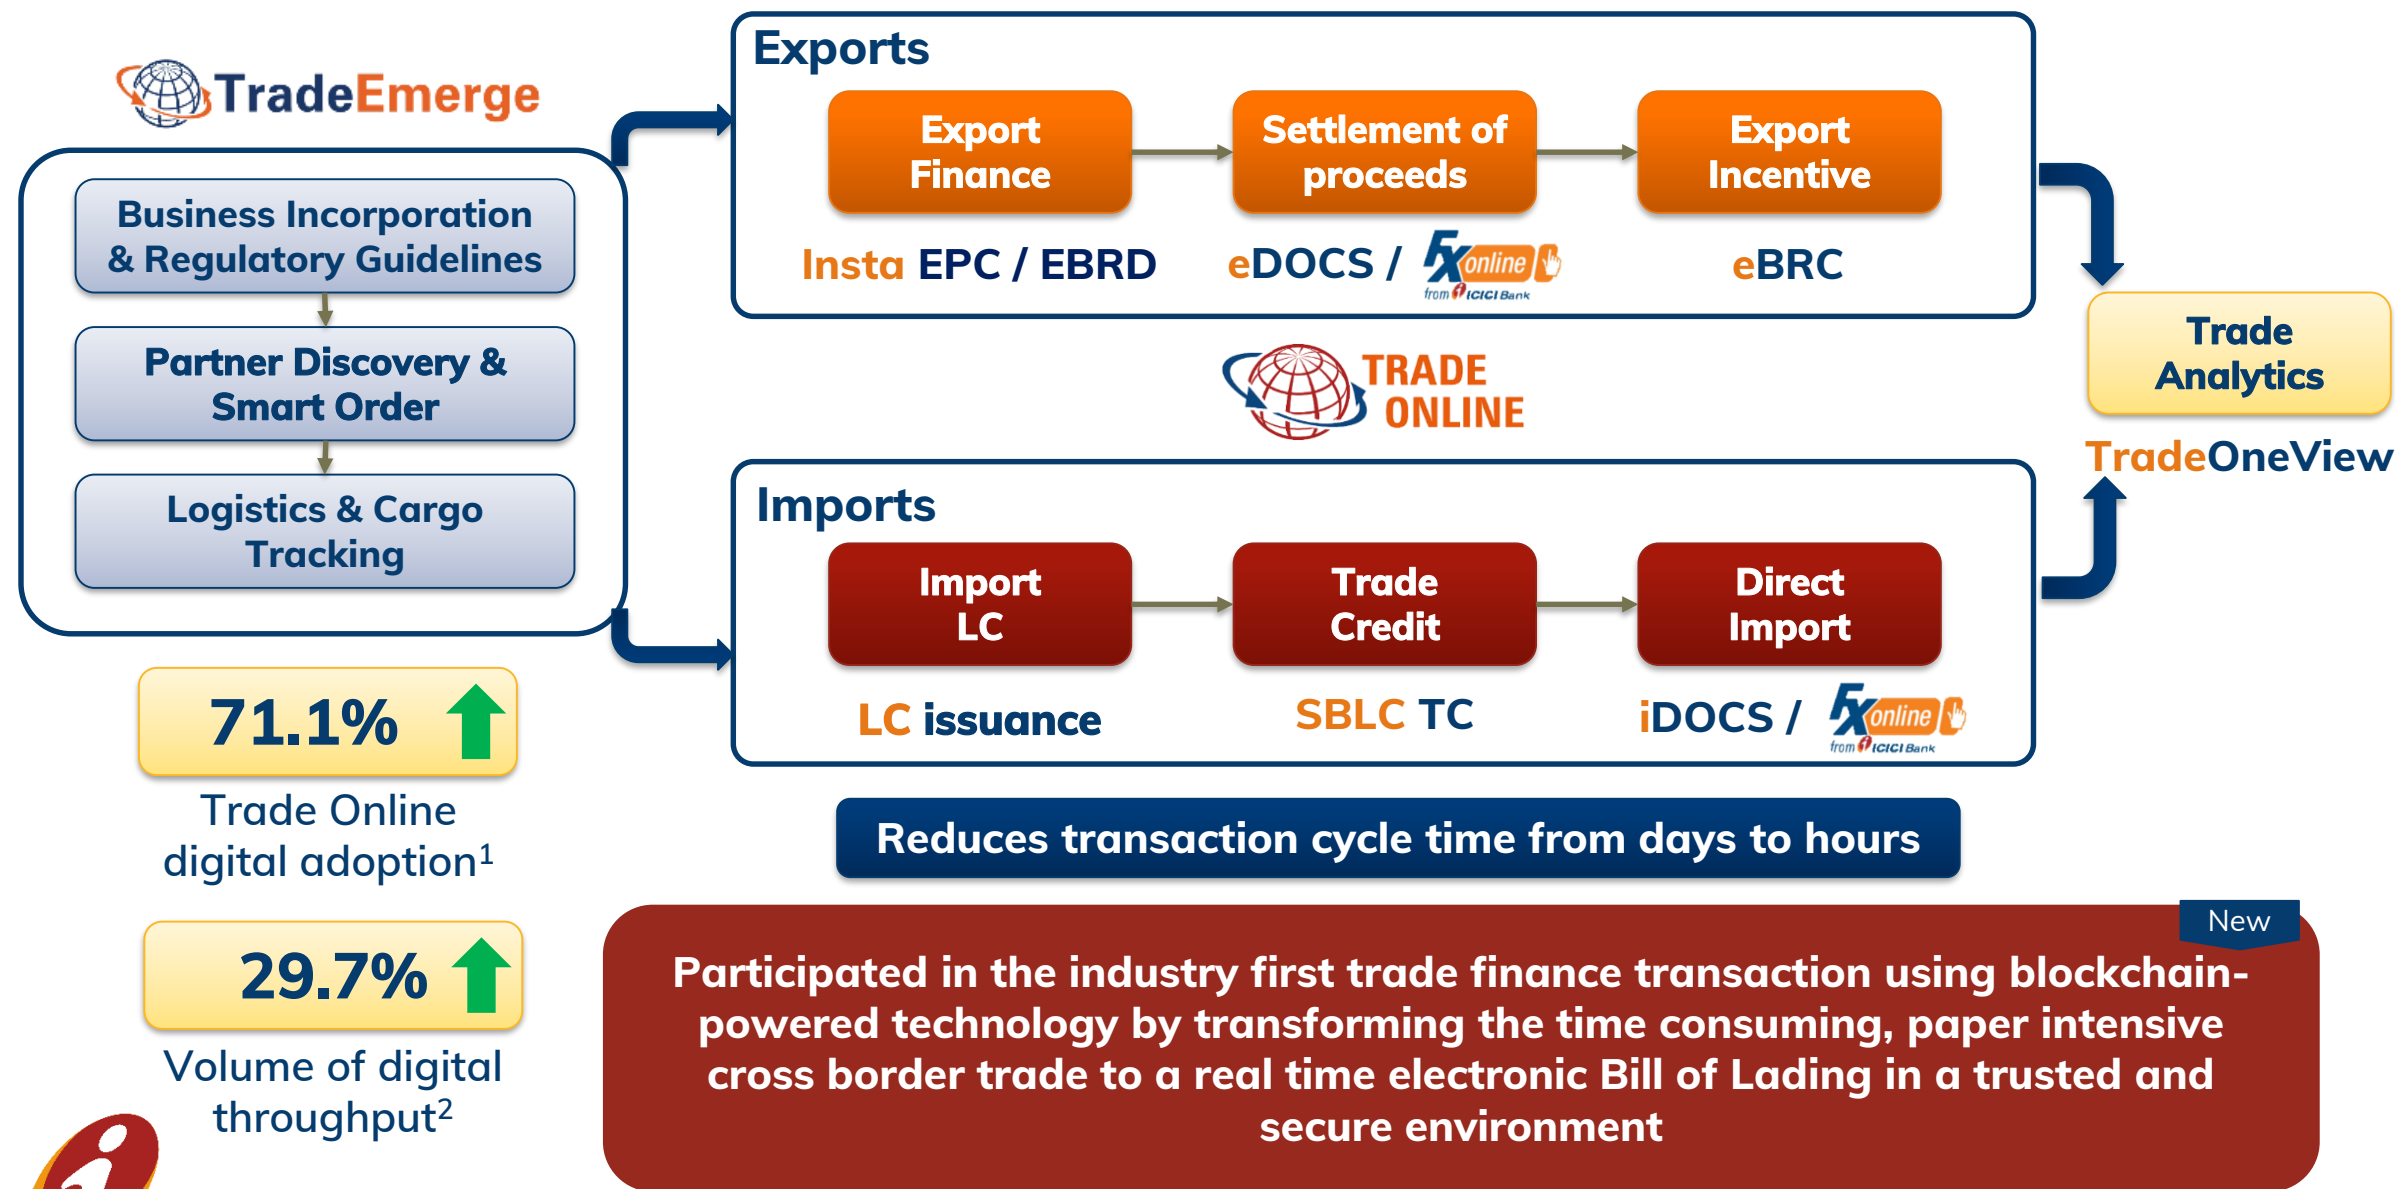 TradeEmerge
Business Incorporation
& Regulatory Guidelines
Partner Discovery &
Smart Order
Logistics & Cargo
Tracking
71.1%
Trade Online
digital adoption1
29.7%
Volume of digital
throughput2
Exports
Export
Finance
Insta EPC / EBRD
Settlement of
proceeds
eDOCS / FXonline
from ICICI Bank
Export
Incentive
eBRC
TRADE
ONLINE
Imports
Import
LC
LC issuance
Trade
Credit
SBLC TC
Direct
Import
iDOCS / FXonline
from ICICI Bank
Trade
Analytics
TradeOneView
Reduces transaction cycle time from days to hours
New
Participated in the industry first trade finance transaction using blockchain-
powered technology by transforming the time consuming, paper intensive
cross border trade to a real time electronic Bill of Lading in a trusted and
secure environment